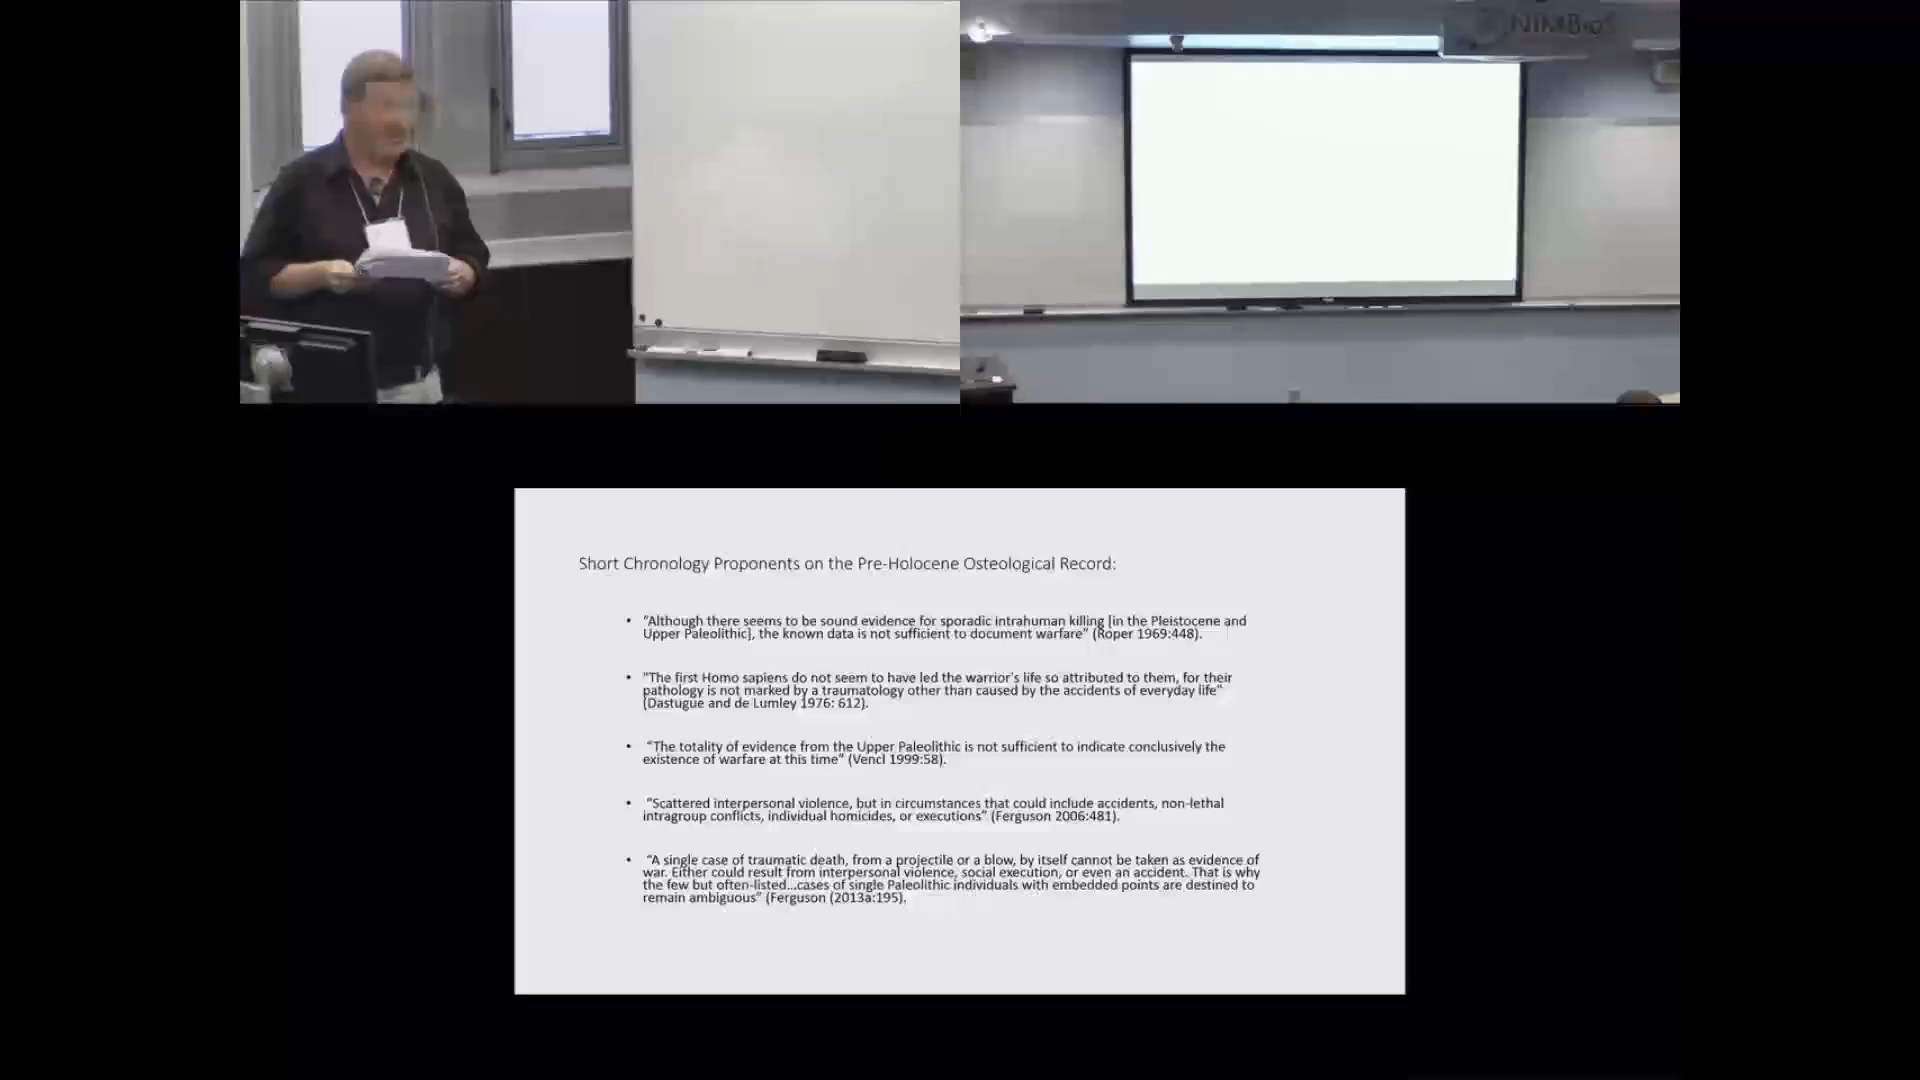 NIMBioS
Short Chronology Proponents on the Pre-Holocene Osteological Record:
• “Although there seems to be sound evidence for sporadic intrahuman killing [in the Pleistocene and
Upper Paleolithic], the known data is not sufficient to document warfare” (Roper 1969:448).
• "The first Homo sapiens do not seem to have led the warrior's life so attributed to them, for their
pathology is not marked by a traumatology other than caused by the accidents of everyday life"
(Dastugue and de Lumley 1976: 612).
• “The totality of evidence from the Upper Paleolithic is not sufficient to indicate conclusively the
existence of warfare at this time” (Vencl 1999:58).
• “Scattered interpersonal violence, but in circumstances that could include accidents, non-lethal
intragroup conflicts, individual homicides, or executions” (Ferguson 2006:481).
• “A single case of traumatic death, from a projectile or a blow, by itself cannot be taken as evidence of
war. Either could result from interpersonal violence, social execution, or even an accident. That is why
the few but often-listed…cases of single Paleolithic individuals with embedded points are destined to
remain ambiguous” (Ferguson (2013a:195).